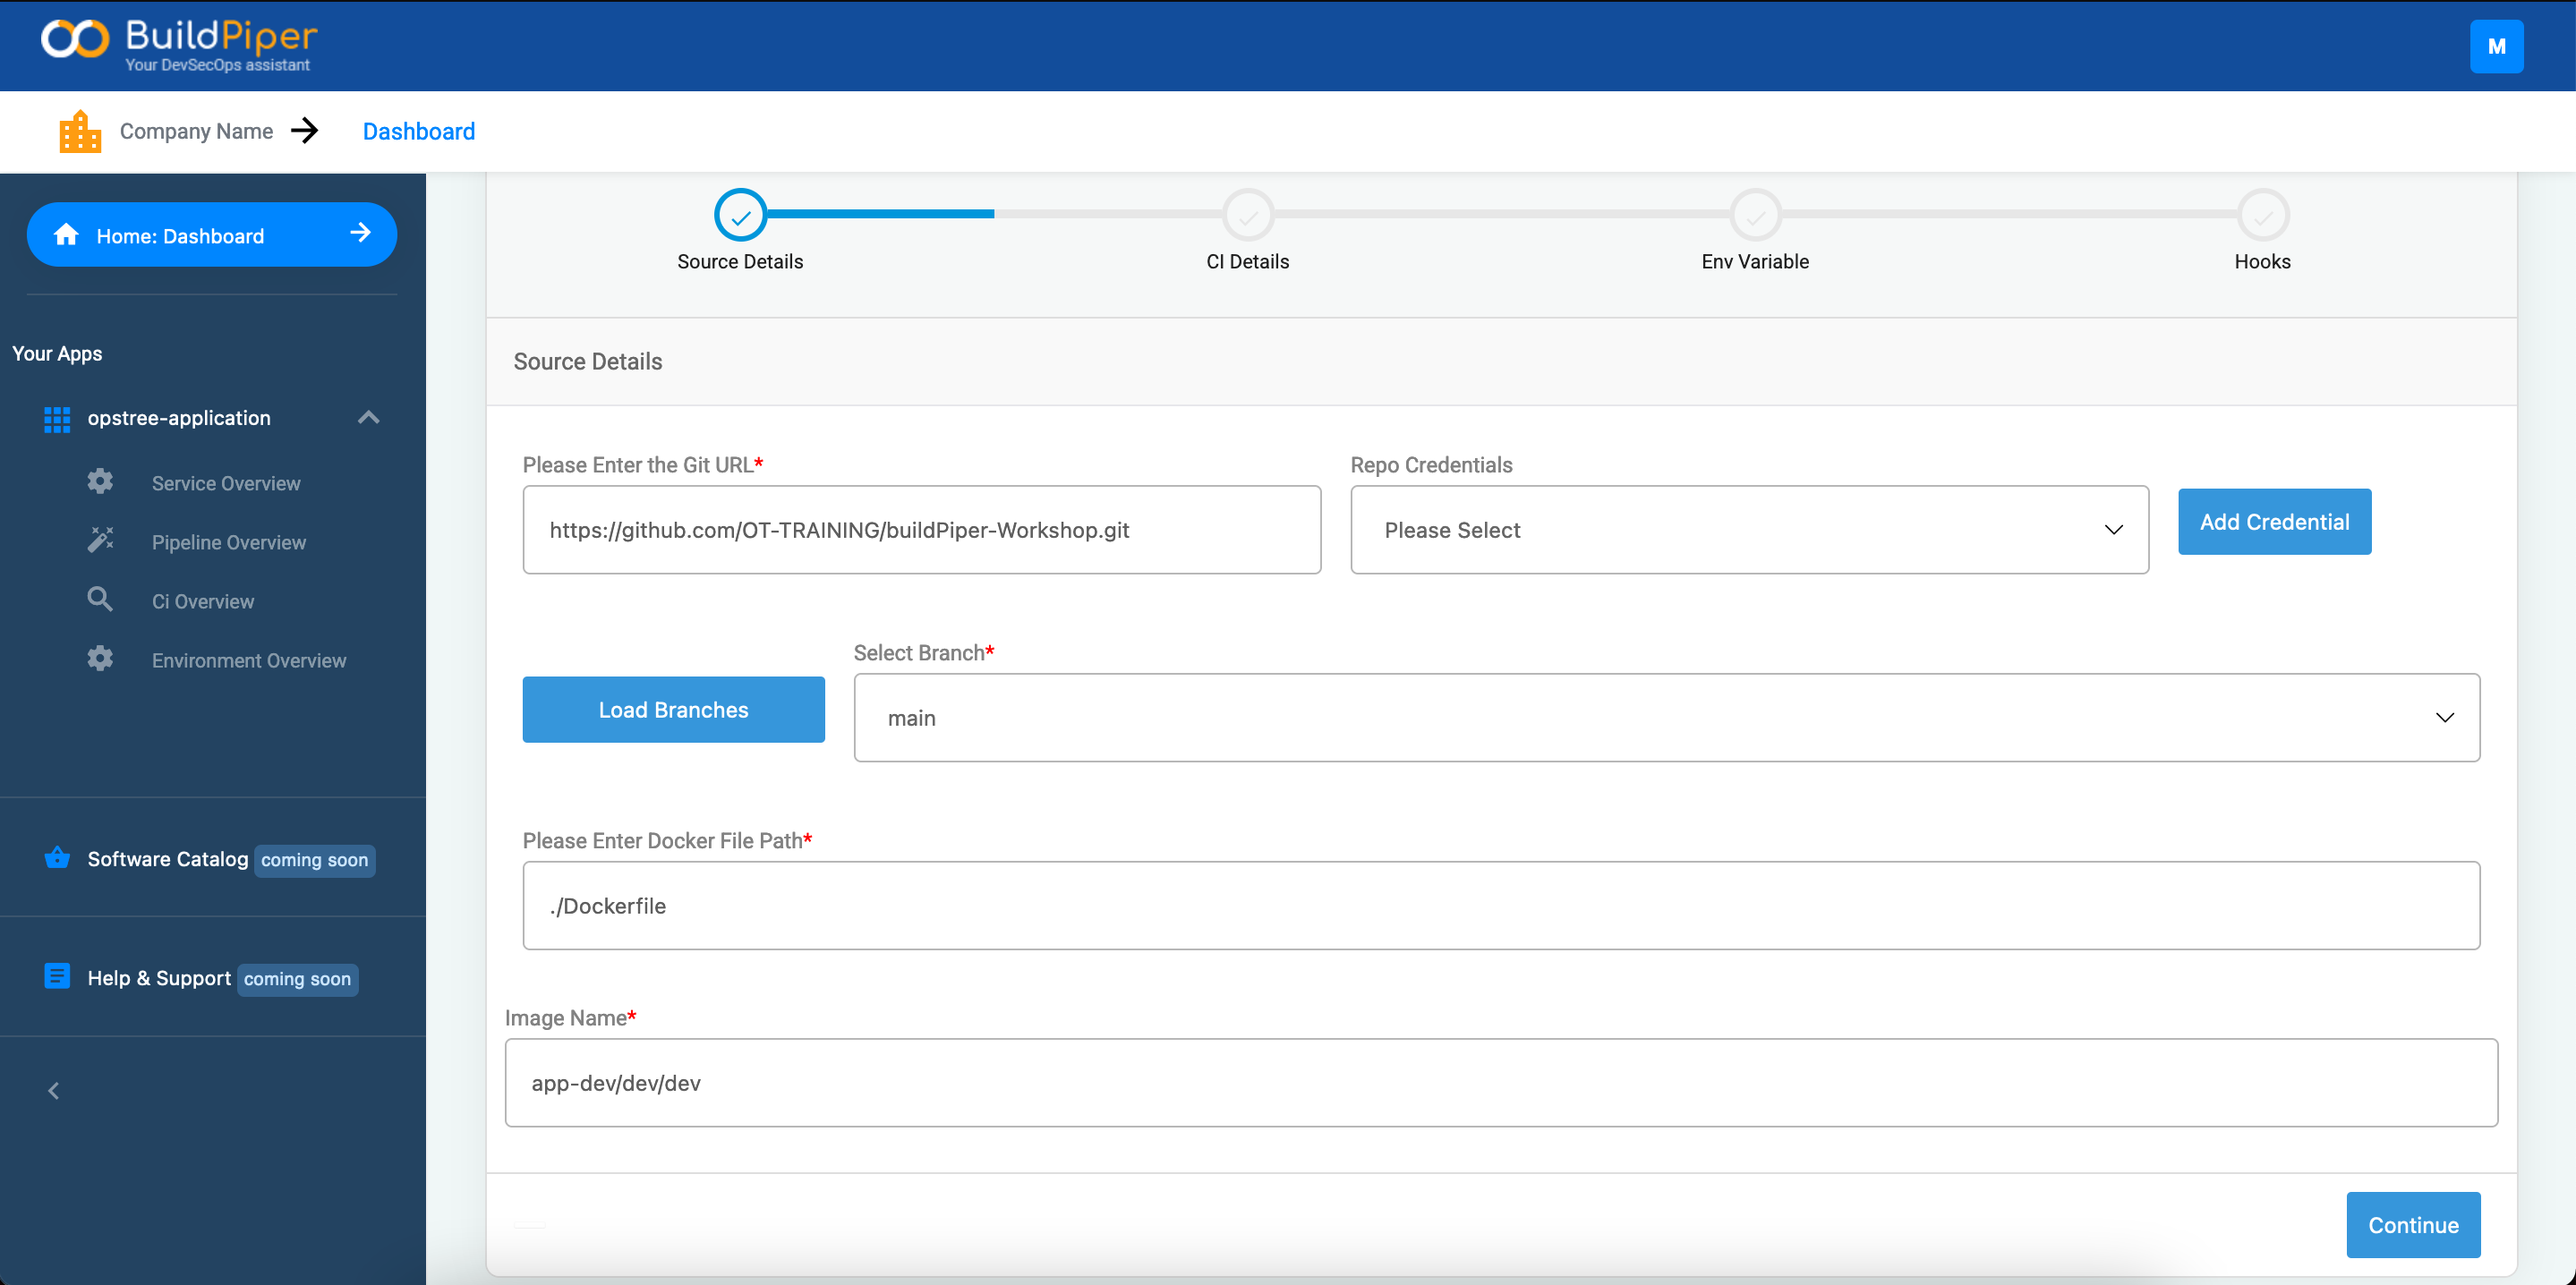 BuildPiper
Your DevSecOps assistant
M
Company Name
Dashboard
Home: Dashboard
Your Apps
opstree-application
Service Overview
Pipeline Overview
Ci Overview
Environment Overview
Software Catalog coming soon
Help & Support coming soon
Source Details
CI Details
Env Variable
Hooks
Source Details
Please Enter the Git URL*
Repo Credentials
https://github.com/OT-TRAINING/buildPiper-Workshop.git
Please Select
Add Credential
Select Branch*
Load Branches
main
Please Enter Docker File Path*
./Dockerfile
Image Name*
app-dev/dev/dev
Continue